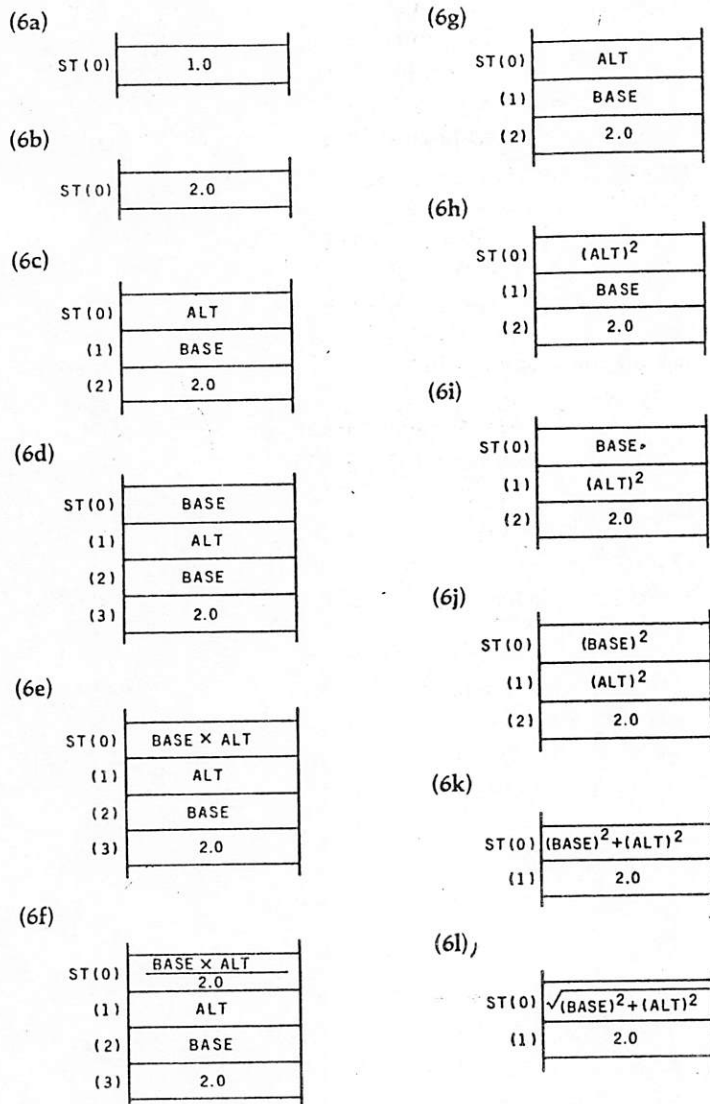 (6a)
ST(0) 1.0
(6b)
ST(0) 2.0
(6c)
ST(0) ALT
(1) BASE
(2) 2.0
(6d)
ST(0) BASE
(1) ALT
(2) BASE
(3) 2.0
(6e)
ST(0) BASE × ALT
(1) ALT
(2) BASE
(3) 2.0
(6f)
ST(0) BASE × ALT
2.0
(1) ALT
(2) BASE
(3) 2.0
(6g)
ST(0) ALT
(1) BASE
(2) 2.0
(6h)
ST(0) (ALT)²
(1) BASE
(2) 2.0
(6i)
ST(0) BASE
(1) (ALT)²
(2) 2.0
(6j)
ST(0) (BASE)²
(1) (ALT)²
(2) 2.0
(6k)
ST(0) (BASE)²+(ALT)²
(1) 2.0
(6l)
ST(0) √(BASE)²+(ALT)²
(1) 2.0